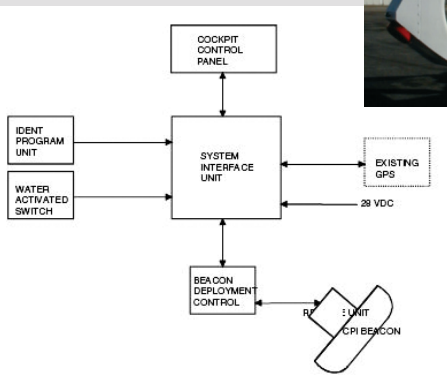 COCKPIT
CONTROL
PANEL
IDENT
PROGRAM
UNIT
SYSTEM
INTERFACE
UNIT
EXISTING
GPS
WATER
ACTIVATED
SWITCH
28 VDC
BEACON
DEPLOYMENT
CONTROL
UNIT
CPI BEACON